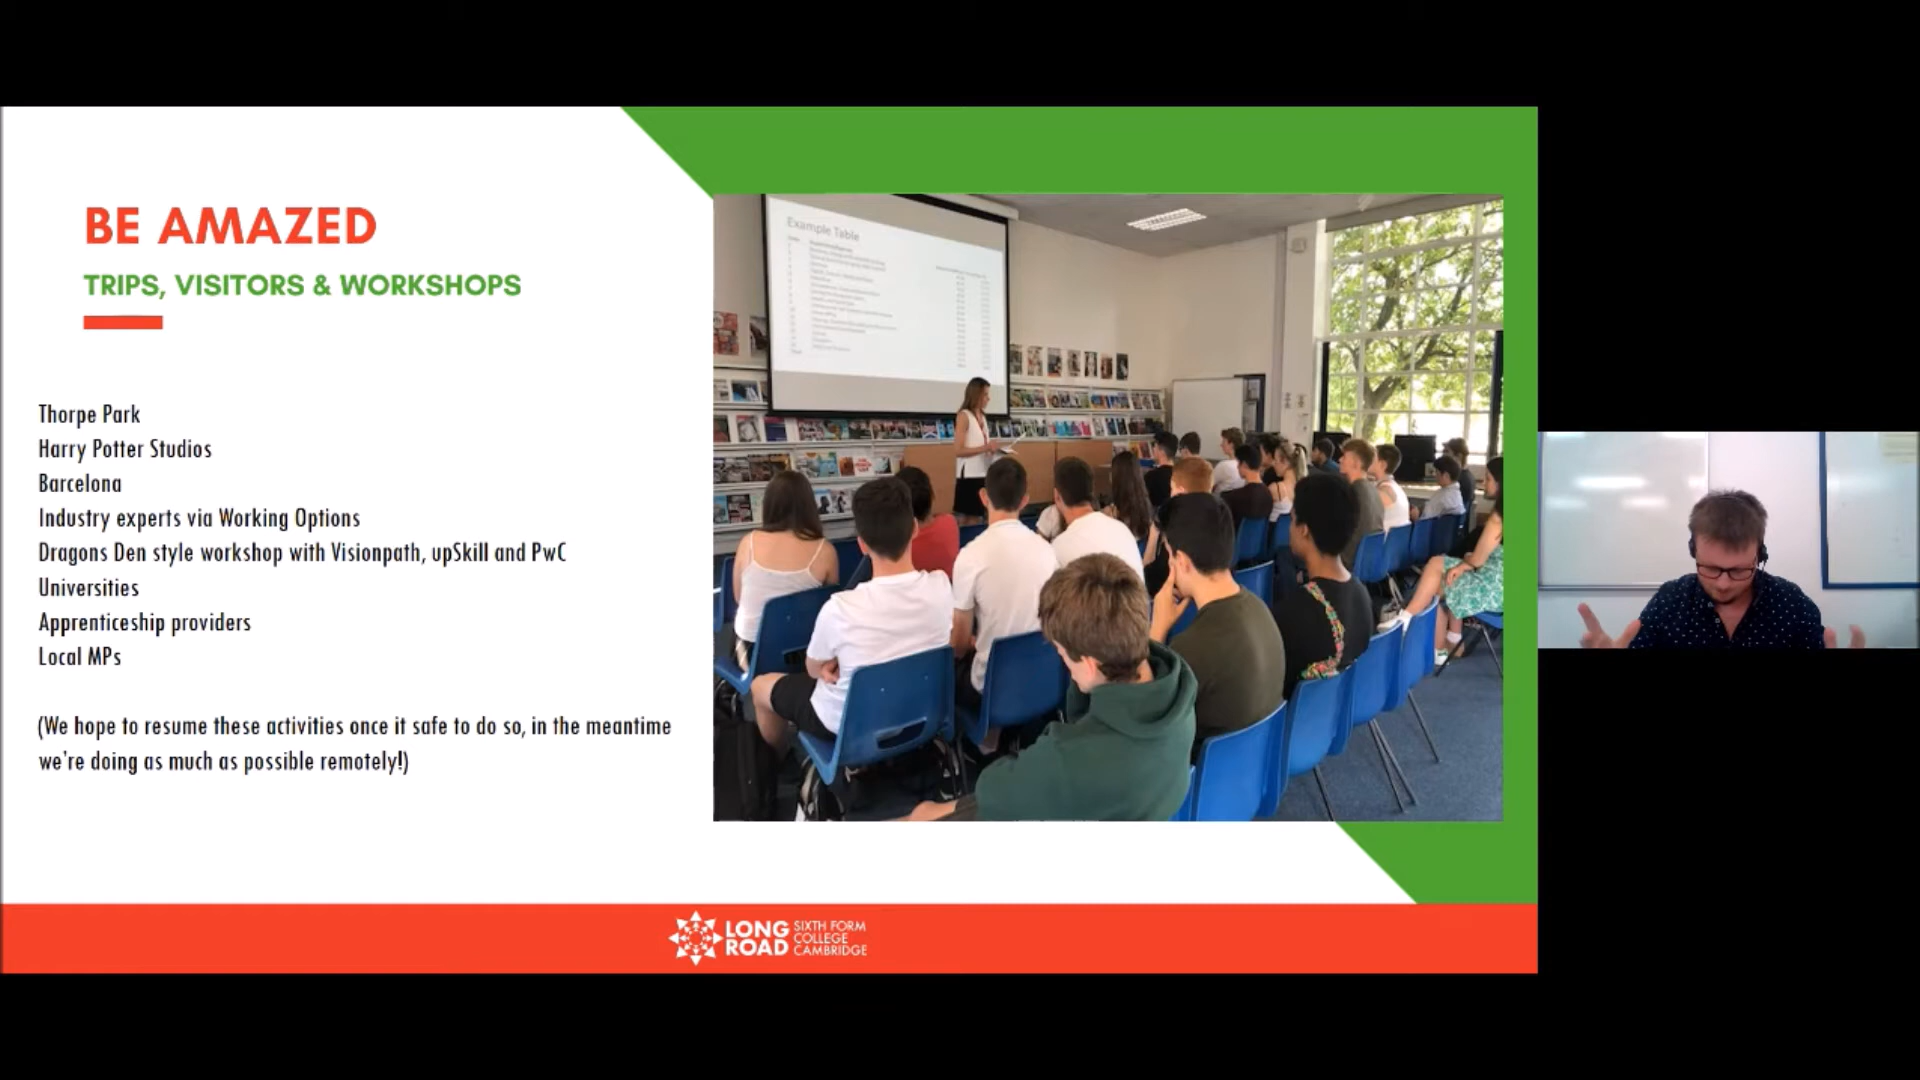 BE AMAZED
TRIPS, VISITORS & WORKSHOPS
Thorpe Park
Harry Potter Studios
Barcelona
Industry experts via Working Options
Dragons Den style workshop with Visionpath, upSkill and PwC
Universities
Apprenticeship providers
Local MPs
(We hope to resume these activities once it safe to do so, in the meantime
we're doing as much as possible remotely!)
Example Table
LONG ROAD
SIXTH FORM
COLLEGE
CAMBRIDGE